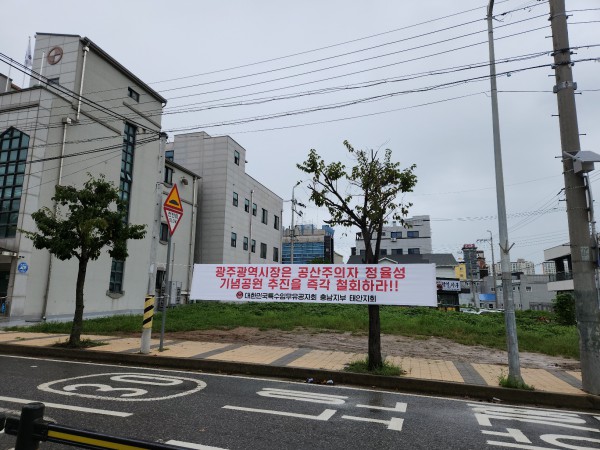 광주광역시장은 공산주의자 정율성
기념공원 추진을 즉각 철회하라!!
대한민국특수임무유공자회 충남지부 태안지회
30